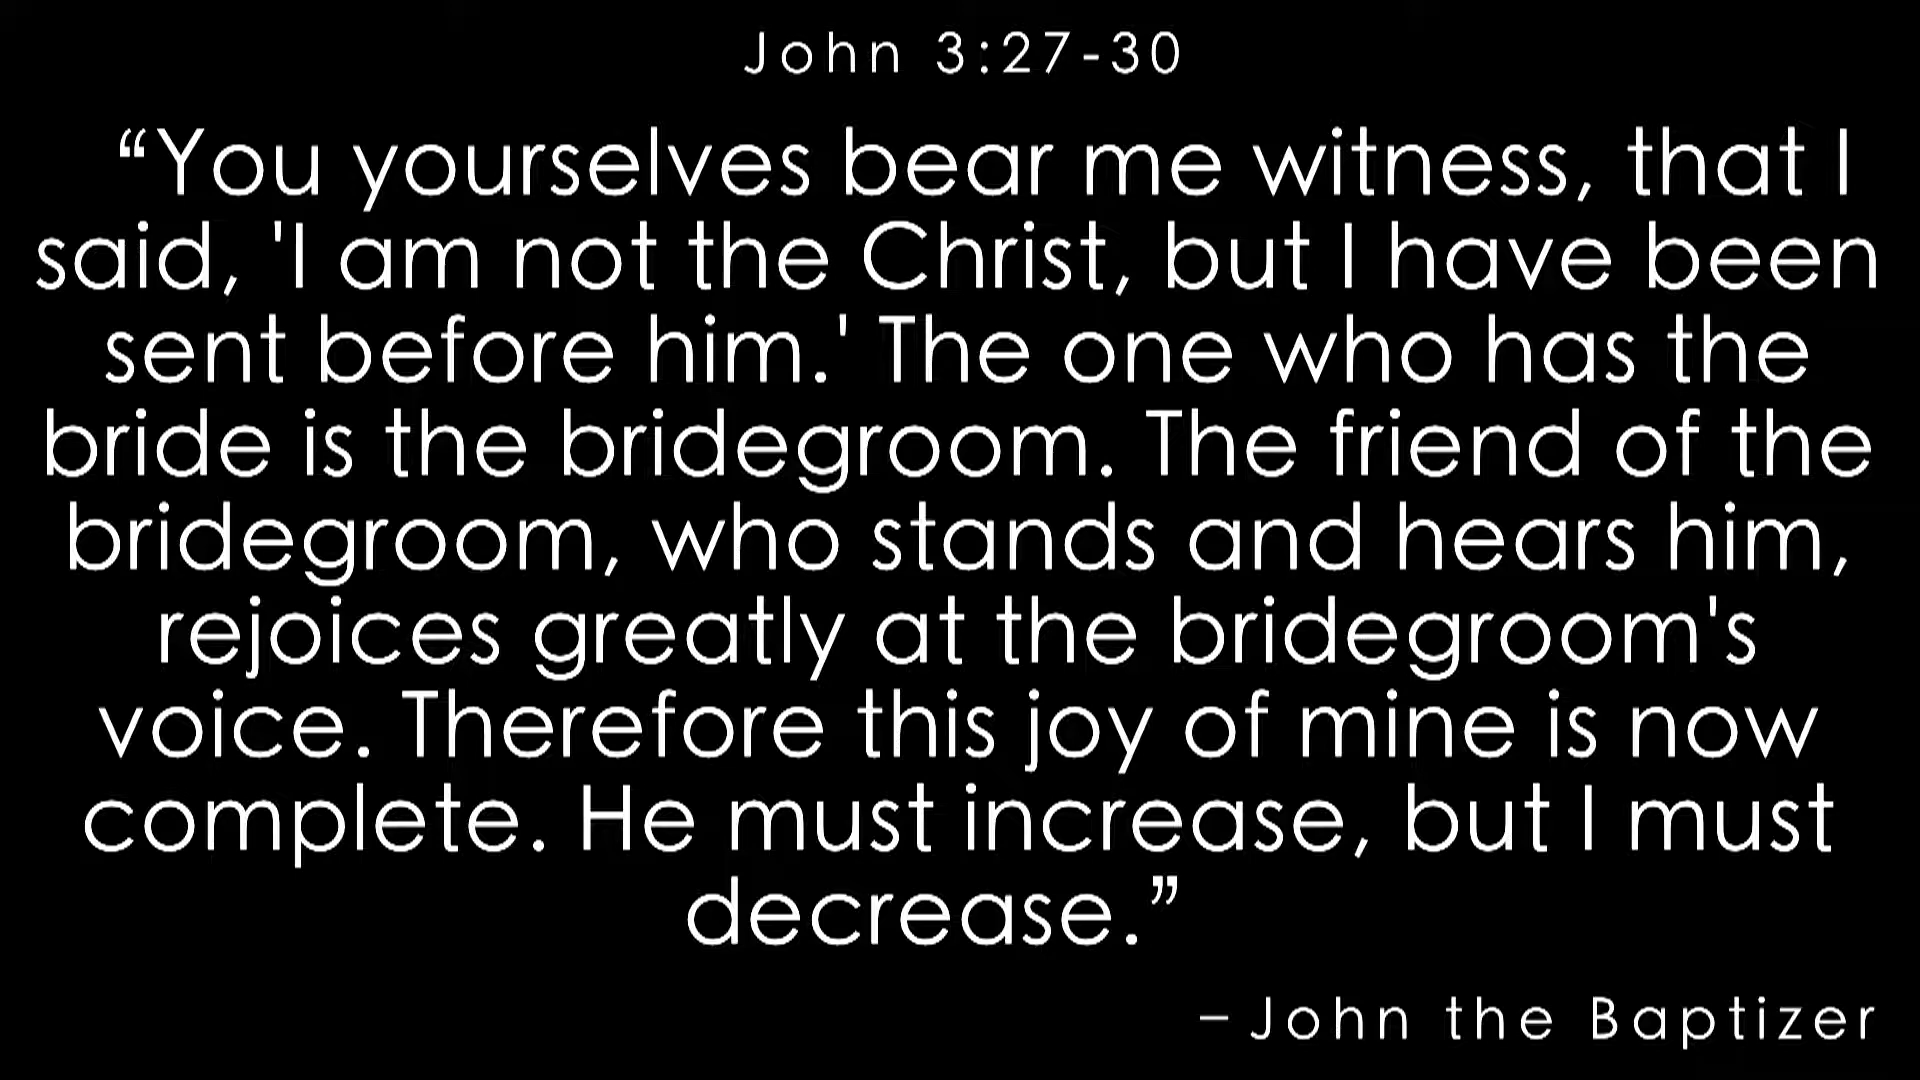 John 3:27-30
“You yourselves bear me witness, that I
said, 'I am not the Christ, but I have been
sent before him.' The one who has the
bride is the bridegroom. The friend of the
bridegroom, who stands and hears him,
rejoices greatly at the bridegroom's
voice. Therefore this joy of mine is now
complete. He must increase, but I must
decrease.”
– John the Baptizer